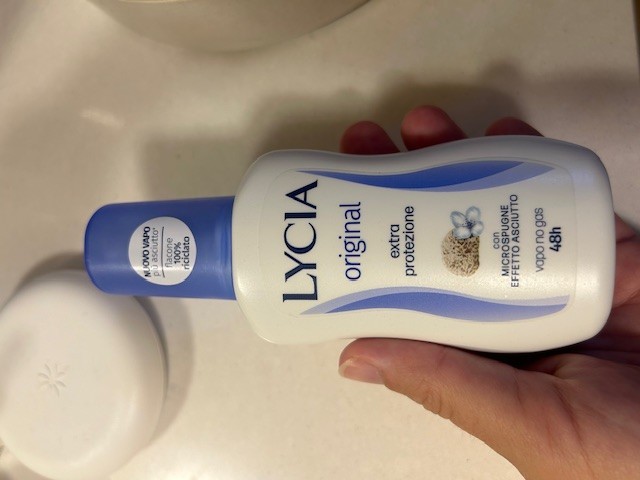 LYCIA
original
extra
protezione
con
MICROSPUGNE
EFFETTO ASCIUTTO
vapo no gas
48h
NUOVO VAPO
più asciutto*
flacone
100%
riciclato